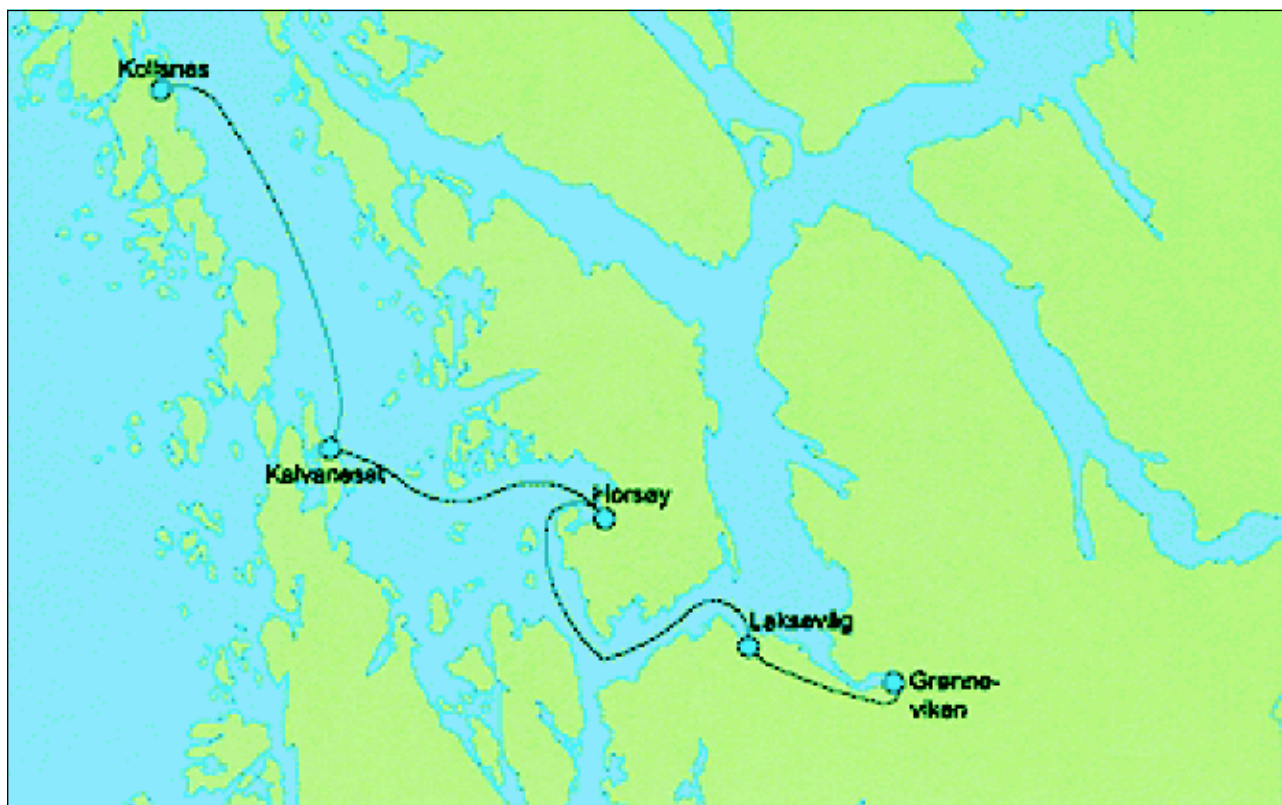 Kollsnes
Kalvaneset
Horsøy
Laksevåg
Grønne-
viken